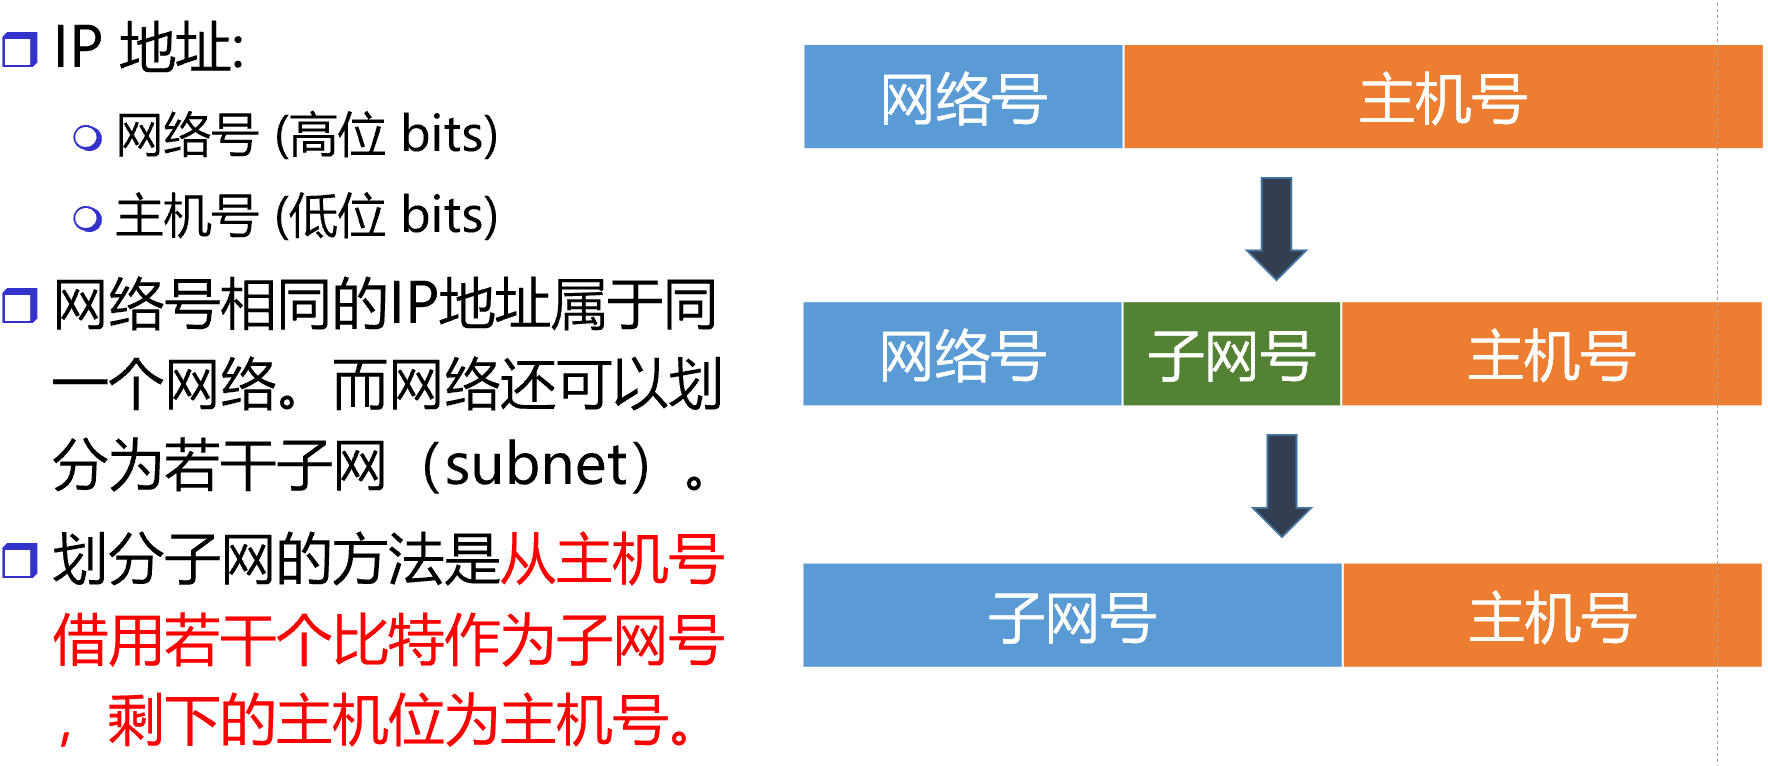 IP 地址:
网络号 (高位 bits)
主机号 (低位 bits)
网络号相同的IP地址属于同
一个网络。而网络还可以划
分为若干子网（subnet）。
划分子网的方法是从主机号
借用若干个比特作为子网号
，剩下的主机位为主机号。
网络号 主机号
网络号 子网号 主机号
子网号 主机号